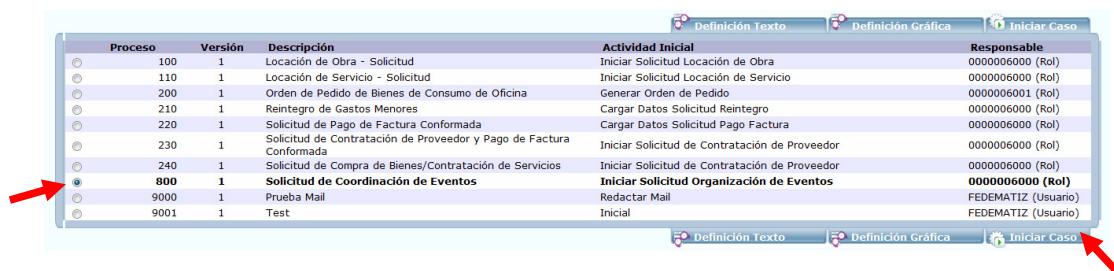 Definición Texto Definición Gráfica Iniciar Caso
Proceso Versión Descripción Actividad Inicial Responsable
100 1 Locación de Obra - Solicitud Iniciar Solicitud Locación de Obra 0000006000 (Rol)
110 1 Locación de Servicio - Solicitud Iniciar Solicitud Locación de Servicio 0000006000 (Rol)
200 1 Orden de Pedido de Bienes de Consumo de Oficina Generar Orden de Pedido 0000006001 (Rol)
210 1 Reintegro de Gastos Menores Cargar Datos Solicitud Reintegro 0000006000 (Rol)
220 1 Solicitud de Pago de Factura Conformada Cargar Datos Solicitud Pago Factura 0000006000 (Rol)
230 1 Solicitud de Contratación de Proveedor y Pago de Factura
Conformada Iniciar Solicitud de Contratación de Proveedor 0000006000 (Rol)
240 1 Solicitud de Compra de Bienes/Contratación de Servicios Iniciar Solicitud de Contratación de Proveedor 0000006000 (Rol)
800 1 Solicitud de Coordinación de Eventos Iniciar Solicitud Organización de Eventos 0000006000 (Rol)
9000 1 Prueba Mail Redactar Mail FEDEMATIZ (Usuario)
9001 1 Test Inicial FEDEMATIZ (Usuario)
Definición Texto Definición Gráfica Iniciar Caso